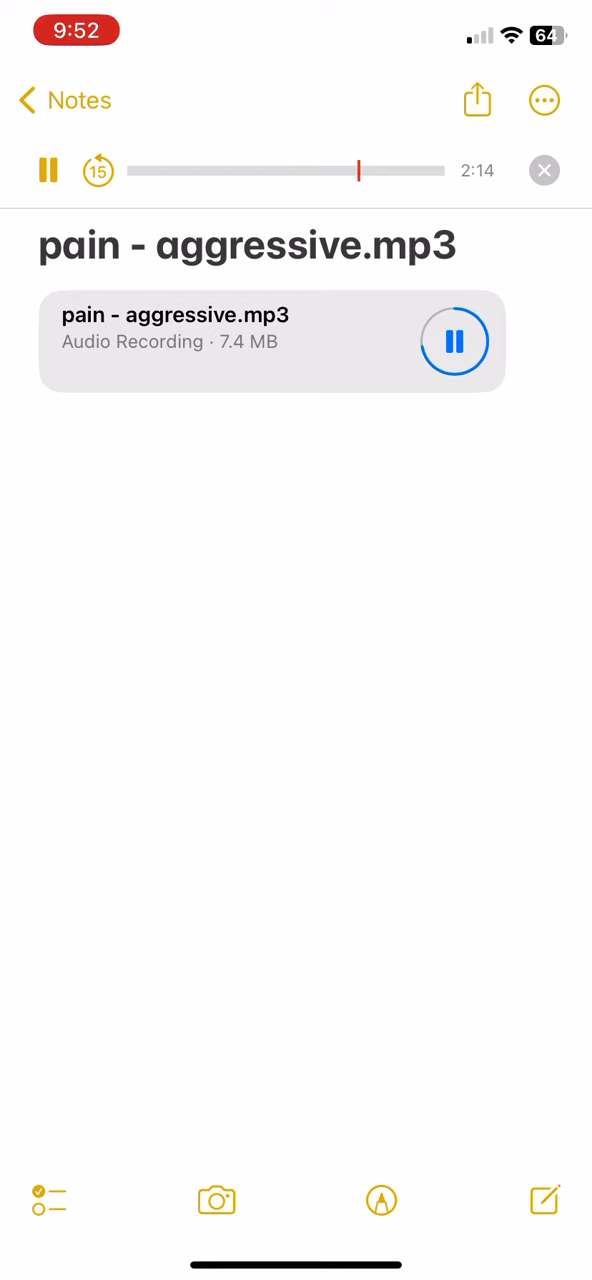 9:52
64
Notes
15
2:14
pain - aggressive.mp3
pain - aggressive.mp3
Audio Recording · 7.4 MB